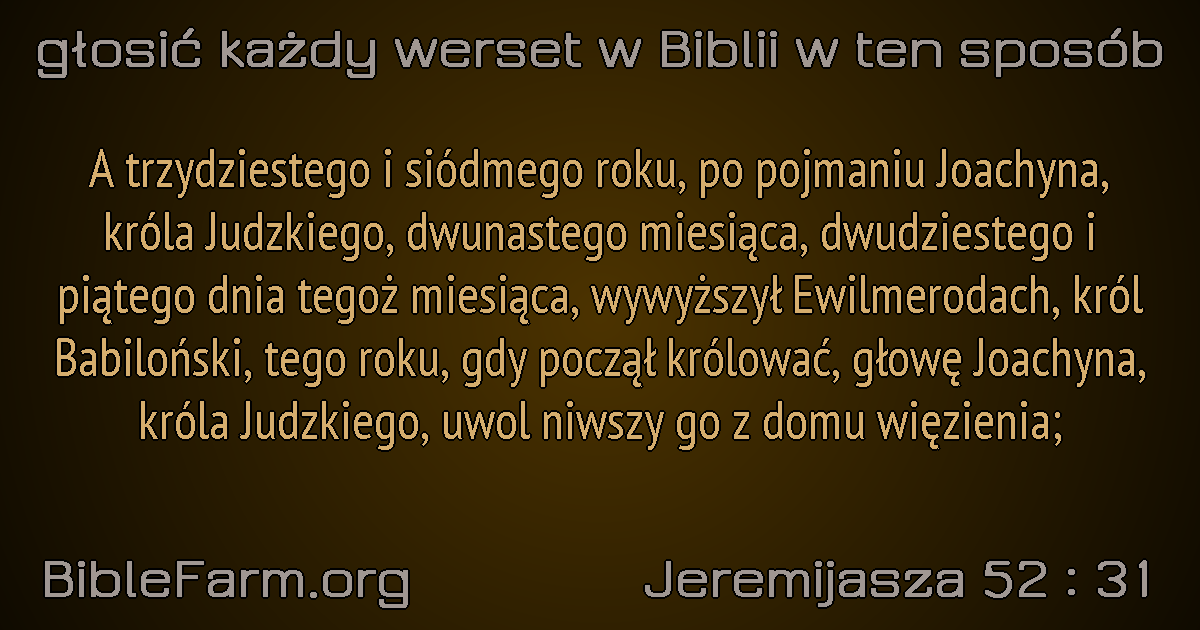 głosić każdy werset w Biblii w ten sposób
A trzydziestego i siódmego roku, po pojmaniu Joachyna,
króla Judzkiego, dwunastego miesiąca, dwudziestego i
piątego dnia tegoż miesiąca, wywyższył Ewilmerodach, król
Babiloński, tego roku, gdy począł królować, głowę Joachyna,
króla Judzkiego, uwol niwszy go z domu więzienia;
BibleFarm.org
Jeremijasza 52 : 31